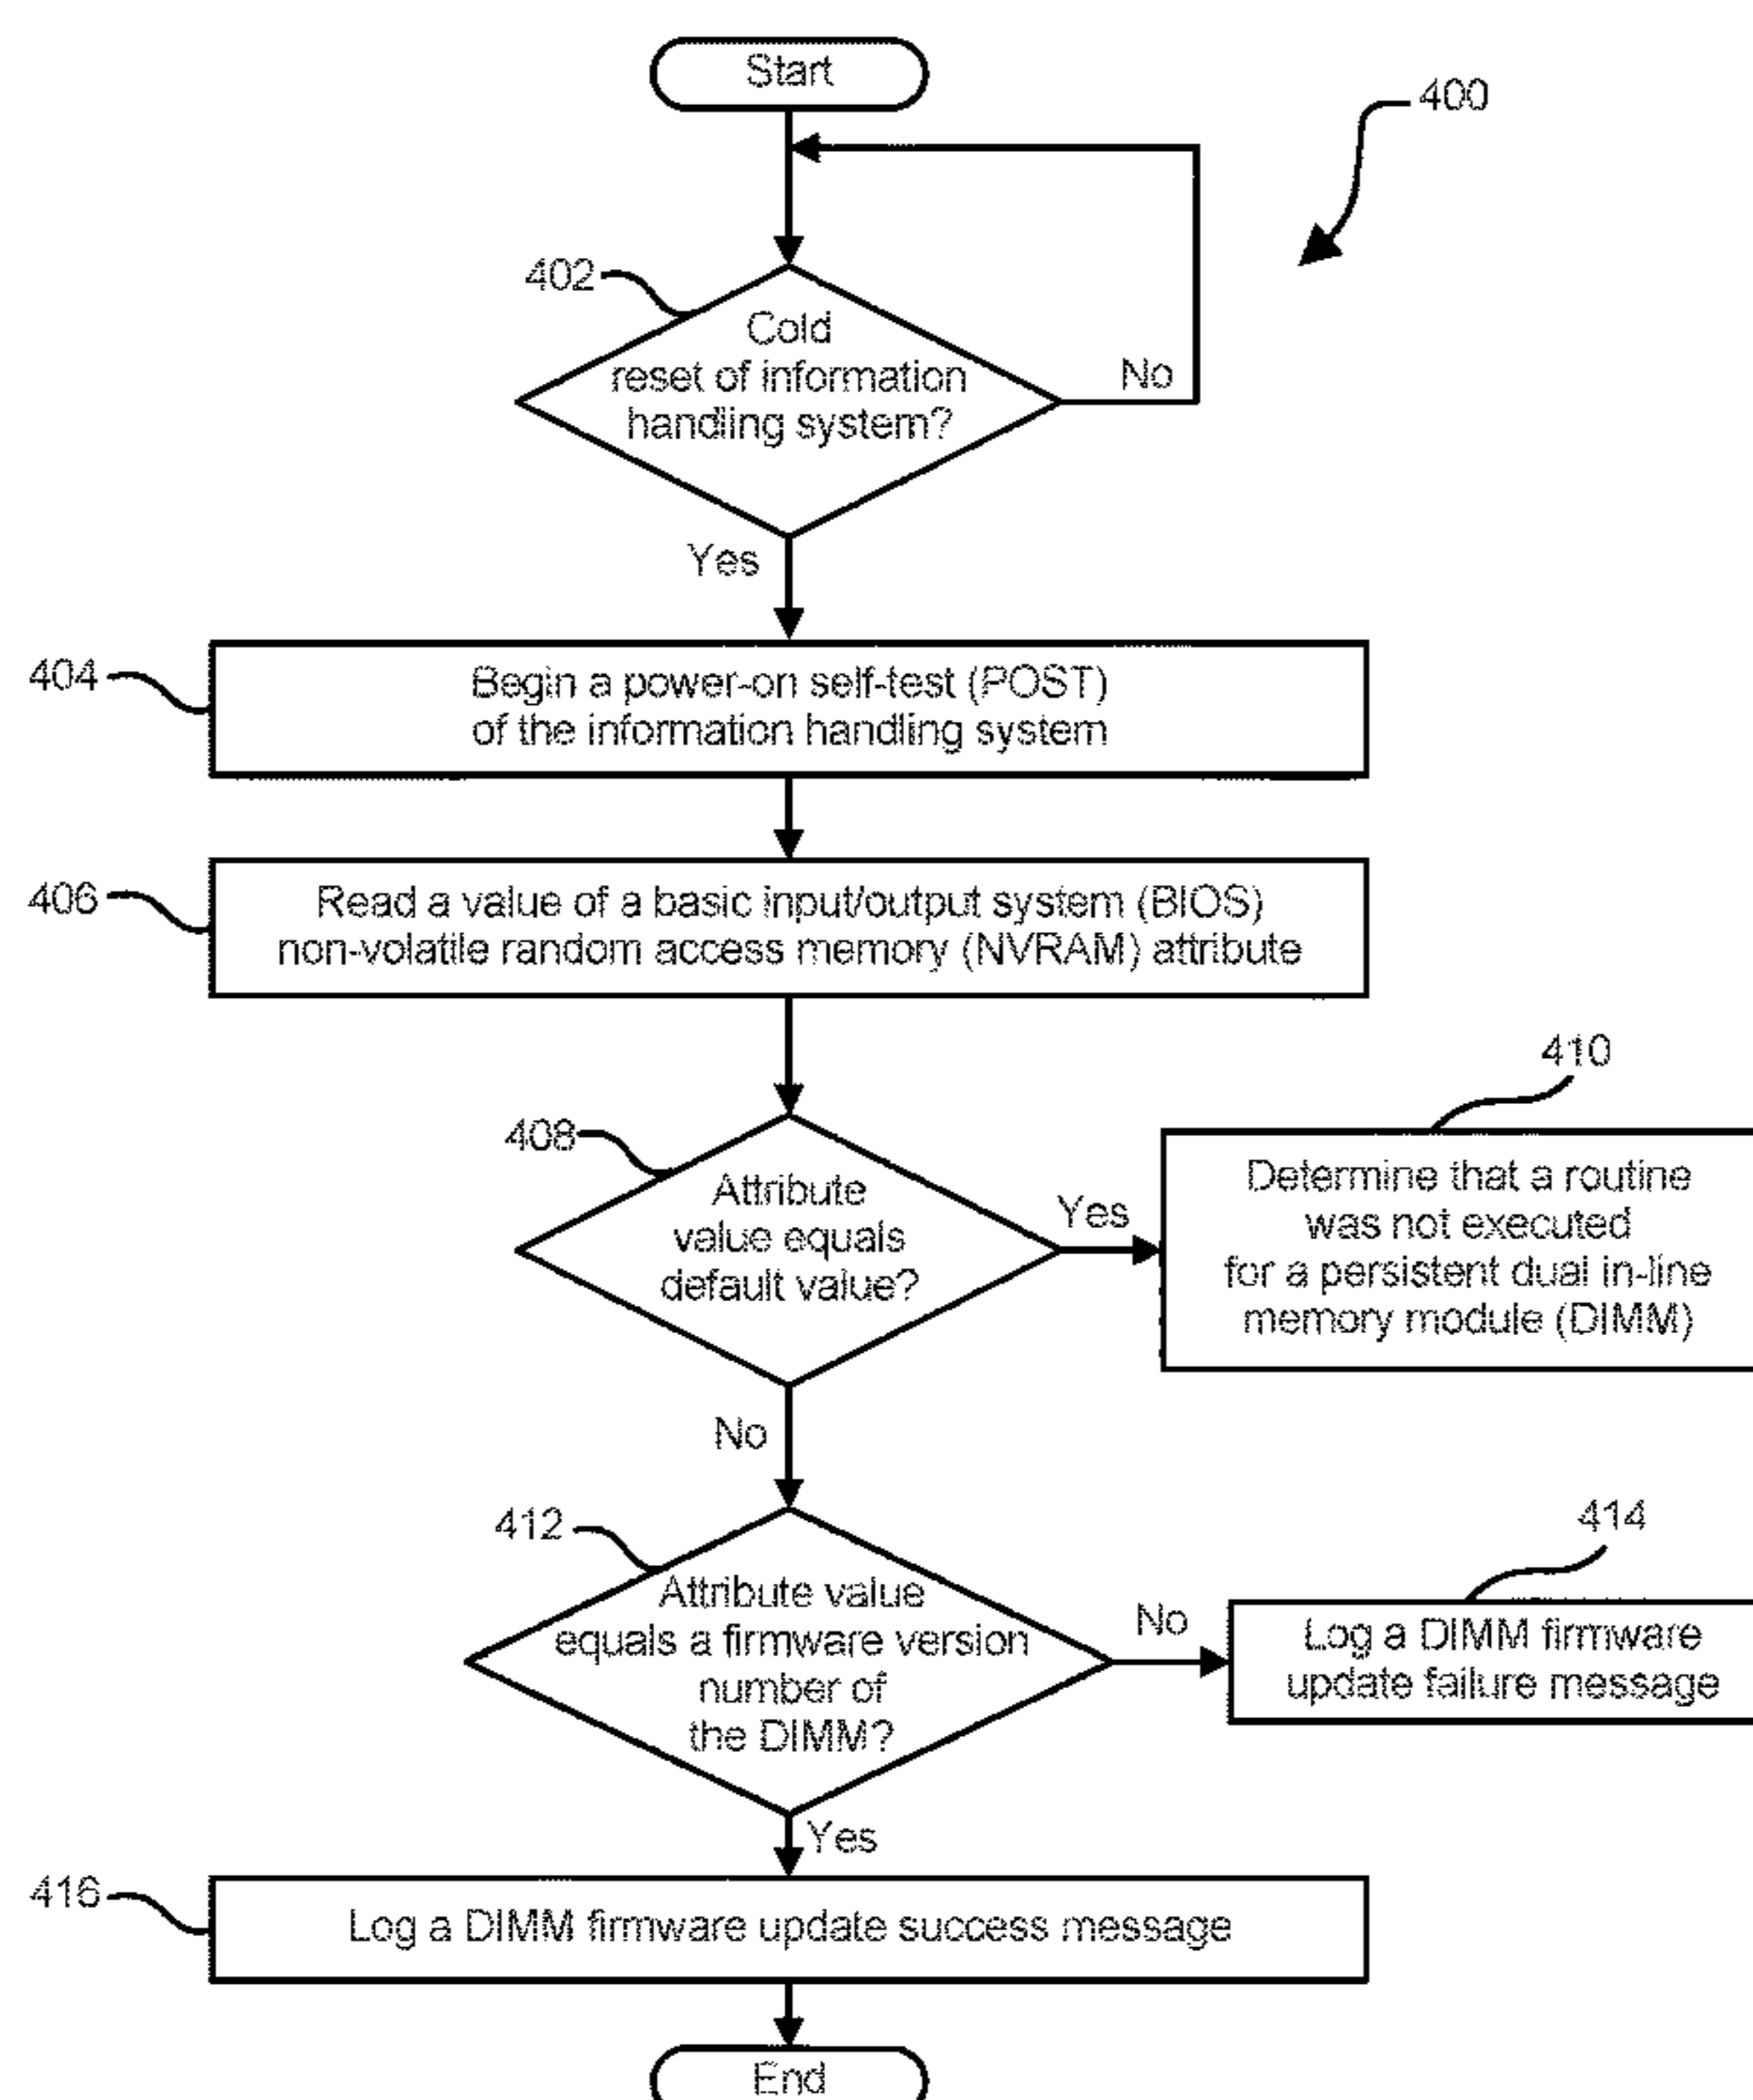 Start
400
402
Cold
reset of information
handling system?
No
Yes
404
Begin a power-on self-test (POST)
of the information handling system
406
Read a value of a basic input/output system (BIOS)
non-volatile random access memory (NVRAM) attribute
408
Attribute
value equals
default value?
Yes
410
Determine that a routine
was not executed
for a persistent dual in-line
memory module (DIMM)
No
412
Attribute value
equals a firmware version
number of
the DIMM?
No
414
Log a DIMM firmware
update failure message
Yes
416
Log a DIMM firmware update success message
End